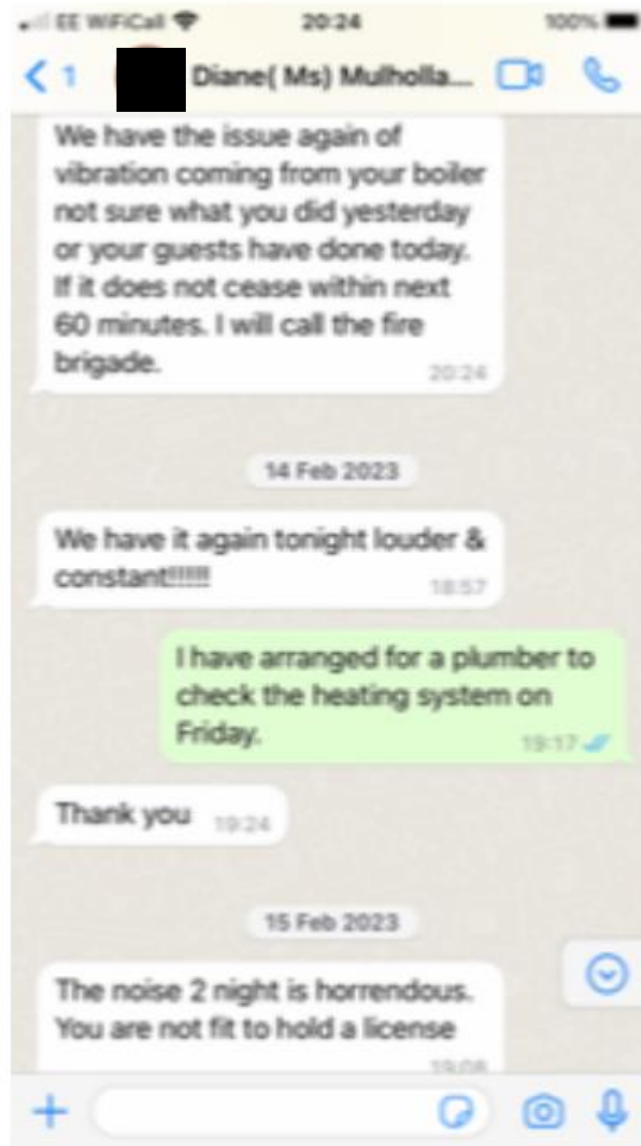 EE WiFiCall 20:24 100%
1 Diane( Ms) Mulholla...
We have the issue again of
vibration coming from your boiler
not sure what you did yesterday
or your guests have done today.
If it does not cease within next
60 minutes. I will call the fire
brigade.
20:24
14 Feb 2023
We have it again tonight louder &
constant!!!!!!
18:57
I have arranged for a plumber to
check the heating system on
Friday.
19:17
Thank you 19:24
15 Feb 2023
The noise 2 night is horrendous.
You are not fit to hold a license
19:08